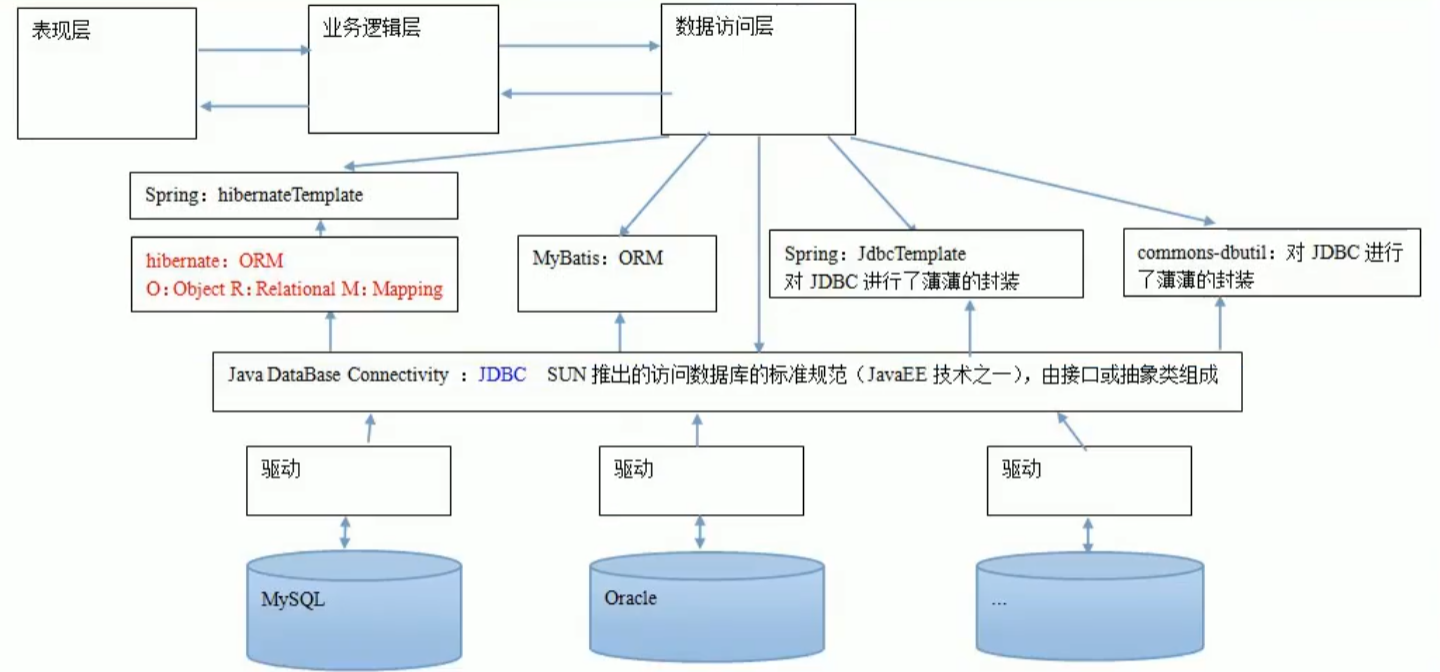 表现层
业务逻辑层
数据访问层
Spring：hibernateTemplate
hibernate：ORM
O：Object R：Relational M：Mapping
MyBatis：ORM
Spring：JdbcTemplate
对 JDBC 进行了薄薄的封装
commons-dbutil：对 JDBC 进行
了薄薄的封装
Java DataBase Connectivity ：JDBC SUN 推出的访问数据库的标准规范（JavaEE 技术之一），由接口或抽象类组成
驱动
驱动
驱动
MySQL
Oracle
...